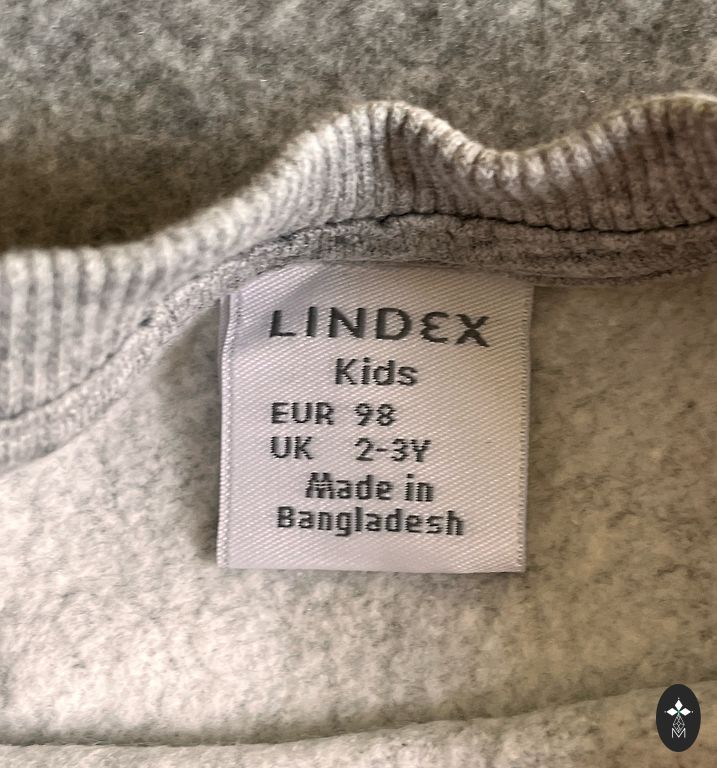 LINDEX
Kids
EUR 98
UK 2-3Y
Made in
Bangladesh